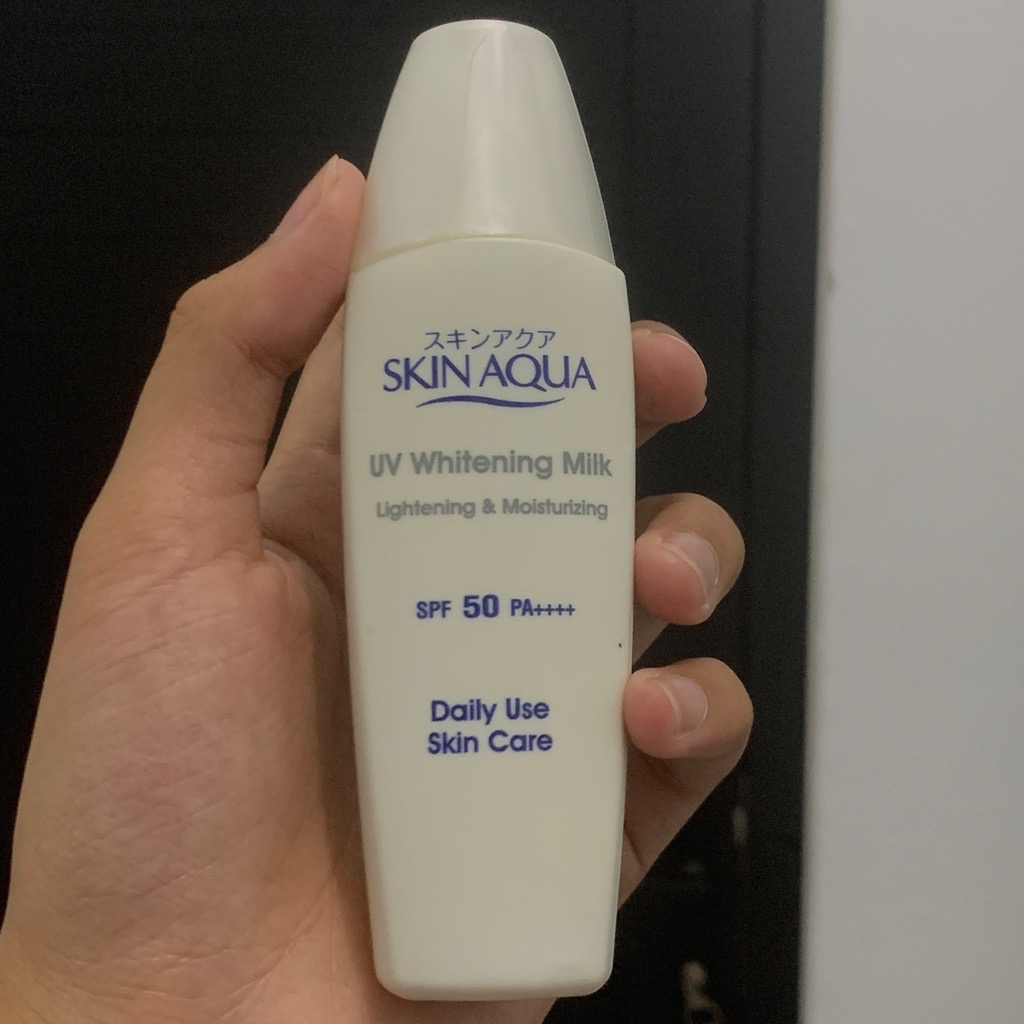 スキンアクア
SKIN AQUA
UV Whitening Milk
Lightening & Moisturizing
SPF 50 PA++++
Daily Use
Skin Care